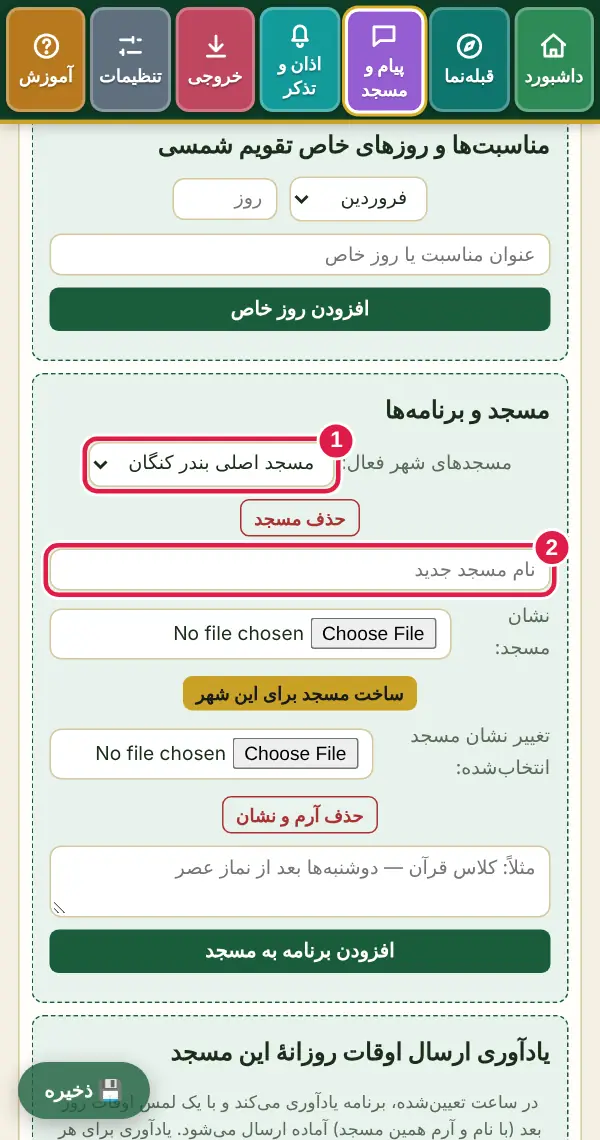 داشبورد
قبله‌نما
پیام و
مسجد
اذان و
تذکر
خروجی
تنظیمات
آموزش
مناسبت‌ها و روزهای خاص تقویم شمسی
فروردین
روز
عنوان مناسبت یا روز خاص
افزودن روز خاص
مسجد و برنامه‌ها
1
مسجدهای شهر فعال:
مسجد اصلی بندر کنگان
حذف مسجد
2
نام مسجد جدید
نشان
مسجد:
Choose File No file chosen
ساخت مسجد برای این شهر
تغییر نشان مسجد
انتخاب‌شده:
Choose File No file chosen
حذف آرم و نشان
مثلاً: کلاس قرآن — دوشنبه‌ها بعد از نماز عصر
افزودن برنامه به مسجد
یادآوری ارسال اوقات روزانهٔ این مسجد
💾 ذخیره
در ساعت تعیین‌شده، برنامه یادآوری می‌کند و با یک لمس اوقات روز
بعد (با نام و آرم همین مسجد) آماده ارسال می‌شود. یادآوری برای هر